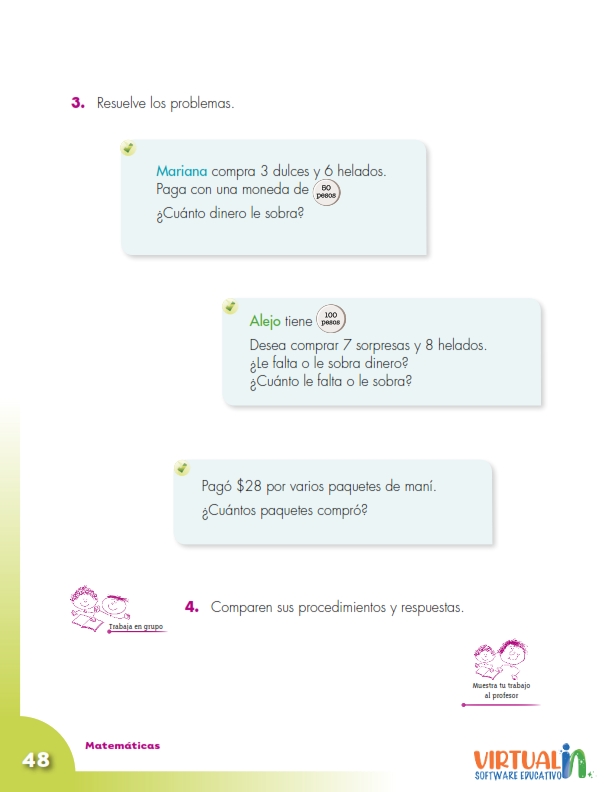 3. Resuelve los problemas.
Mariana compra 3 dulces y 6 helados.
Paga con una moneda de 50 pesos
¿Cuánto dinero le sobra?
Alejo tiene 100 pesos
Desea comprar 7 sorpresas y 8 helados.
¿Le falta o le sobra dinero?
¿Cuánto le falta o le sobra?
Pagó $28 por varios paquetes de maní.
¿Cuántos paquetes compró?
4. Comparen sus procedimientos y respuestas.
Trabaja en grupo
Muestra tu trabajo
al profesor
Matemáticas
48
VIRTUAL in
SOFTWARE EDUCATIVO